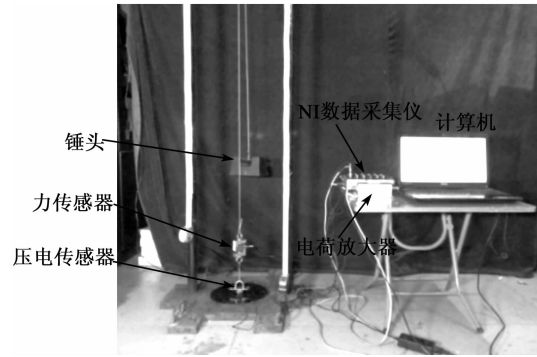 NI数据采集仪
计算机
锤头
力传感器
电荷放大器
压电传感器